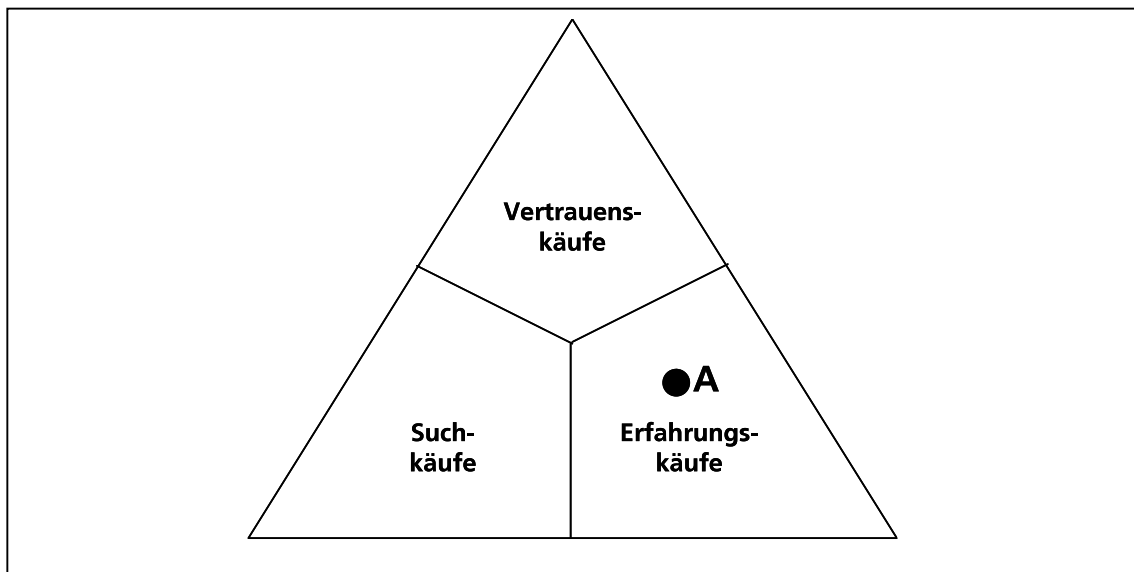 Vertrauens-
käufe
A
Such-
käufe
Erfahrungs-
käufe